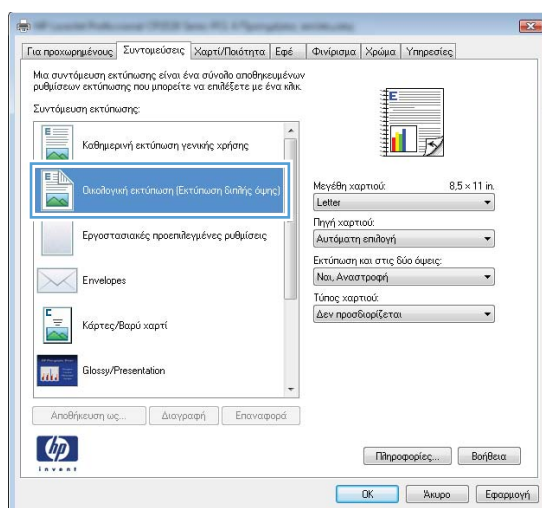 Για προχωρημένους
Συντομεύσεις
Χαρτί/Ποιότητα
Εφέ
Φινίρισμα
Χρώμα
Υπηρεσίες
Μια συντόμευση εκτύπωσης είναι ένα σύνολο αποθηκευμένων
ρυθμίσεων εκτύπωσης που μπορείτε να επιλέξετε με ένα κλικ.
Συντόμευση εκτύπωσης:
Καθημερινή εκτύπωση γενικής χρήσης
Οικολογική εκτύπωση (Εκτύπωση διπλής όψης)
Εργοστασιακές προεπιλεγμένες ρυθμίσεις
Envelopes
Κάρτες/Βαρύ χαρτί
Glossy/Presentation
Αποθήκευση ως...
Διαγραφή
Επαναφορά
Μεγέθη χαρτιού: 8,5 × 11 in.
Letter
Πηγή χαρτιού:
Αυτόματη επιλογή
Εκτύπωση και στις δύο όψεις:
Ναι, Αναστροφή
Τύπος χαρτιού:
Δεν προσδιορίζεται
hp
invent
Πληροφορίες...
Βοήθεια
OK
Άκυρο
Εφαρμογή